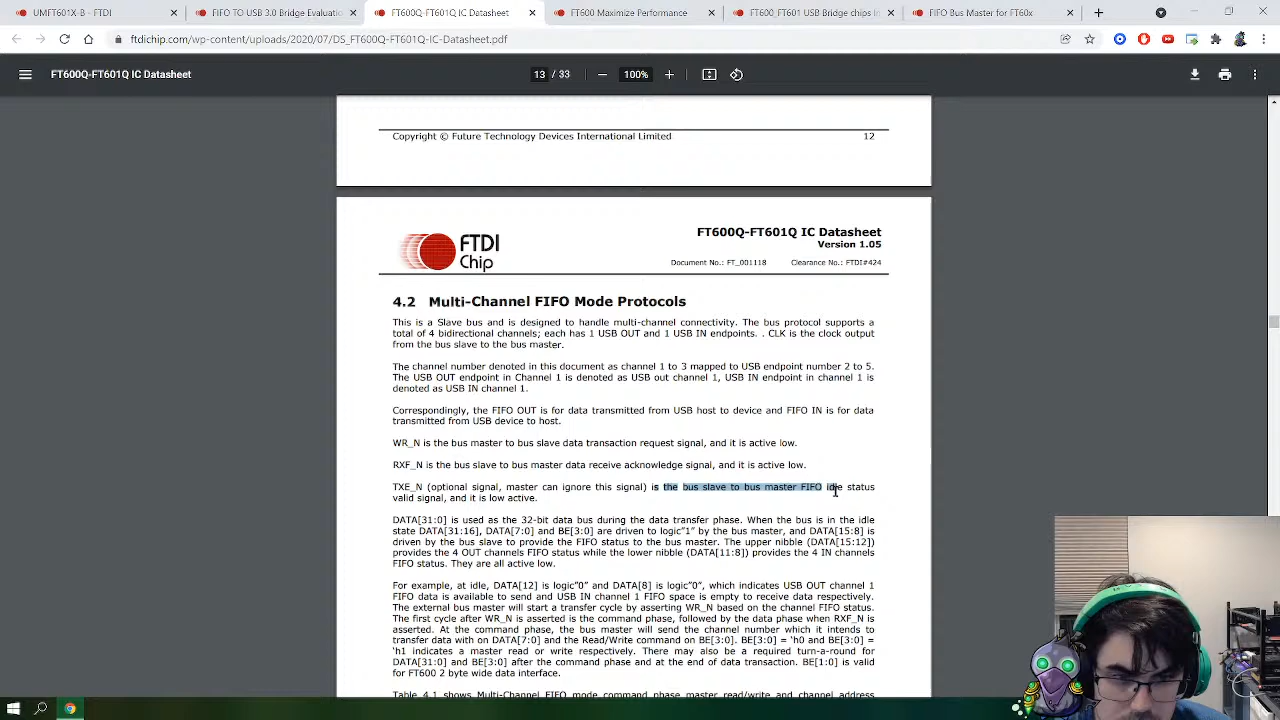 UMFT601X-B - FTDI
FIFO TO USB 3.0 Bridge Evaluatio
FT600Q-FT601Q IC Datasheet
FT600 Maximize Performance
FT600_FT601 USB Bridge chips In
FIFO Bus Master for FT60x
ftdichip.com/wp-content/uploads/2020/07/DS_FT600Q-FT601Q-IC-Datasheet.pdf
FT600Q-FT601Q IC Datasheet
13 / 33
100%
Copyright © Future Technology Devices International Limited 12
FTDI
Chip
FT600Q-FT601Q IC Datasheet
Version 1.05
Document No.: FT_001118 Clearance No.: FTDI#424
4.2 Multi-Channel FIFO Mode Protocols
This is a Slave bus and is designed to handle multi-channel connectivity. The bus protocol supports a
total of 4 bidirectional channels; each has 1 USB OUT and 1 USB IN endpoints. . CLK is the clock output
from the bus slave to the bus master.
The channel number denoted in this document as channel 1 to 3 mapped to USB endpoint number 2 to 5.
The USB OUT endpoint in Channel 1 is denoted as USB out channel 1, USB IN endpoint in channel 1 is
denoted as USB IN channel 1.
Correspondingly, the FIFO OUT is for data transmitted from USB host to device and FIFO IN is for data
transmitted from USB device to host.
WR_N is the bus master to bus slave data transaction request signal, and it is active low.
RXF_N is the bus slave to bus master data receive acknowledge signal, and it is active low.
TXE_N (optional signal, master can ignore this signal) is the bus slave to bus master FIFO idle status
valid signal, and it is low active.
DATA[31:0] is used as the 32-bit data bus during the data transfer phase. When the bus is in the idle
state DATA[31:16], DATA[7:0] and BE[3:0] are driven to logic"1" by the bus master, and DATA[15:8] is
driven by the bus slave to provide the FIFO status to the bus master. The upper nibble (DATA[15:12])
provides the 4 OUT channels FIFO status while the lower nibble (DATA[11:8]) provides the 4 IN channels
FIFO status. They are all active low.
For example, at idle, DATA[12] is logic"0" and DATA[8] is logic"0", which indicates USB OUT channel 1
FIFO data is available to send and USB IN channel 1 FIFO space is empty to receive data respectively.
The external bus master will start a transfer cycle by asserting WR_N based on the channel FIFO status.
The first cycle after WR_N is asserted is the command phase, followed by the data phase when RXF_N is
asserted. At the command phase, the bus master will send the channel number which it intends to
transfer data with on DATA[7:0] and the Read/Write command on BE[3:0]. BE[3:0] = 'h0 and BE[3:0] =
'h1 indicates a master read or write respectively. There may also be a required turn-a-round for
DATA[31:0] and BE[3:0] after the command phase and at the end of data transaction. BE[1:0] is valid
for FT600 2 byte wide data interface.
Table 4.1 shows Multi-Channel FIFO mode command phase master read/write and channel address